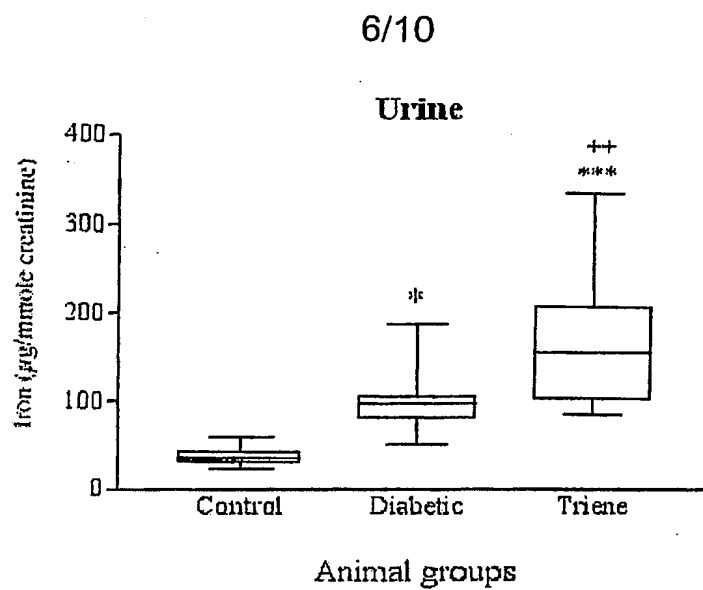 6/10
Urine
Iron (µg/mmole creatinine)
400
300
200
100
0
++
***
*
Control Diabetic Triene
Animal groups